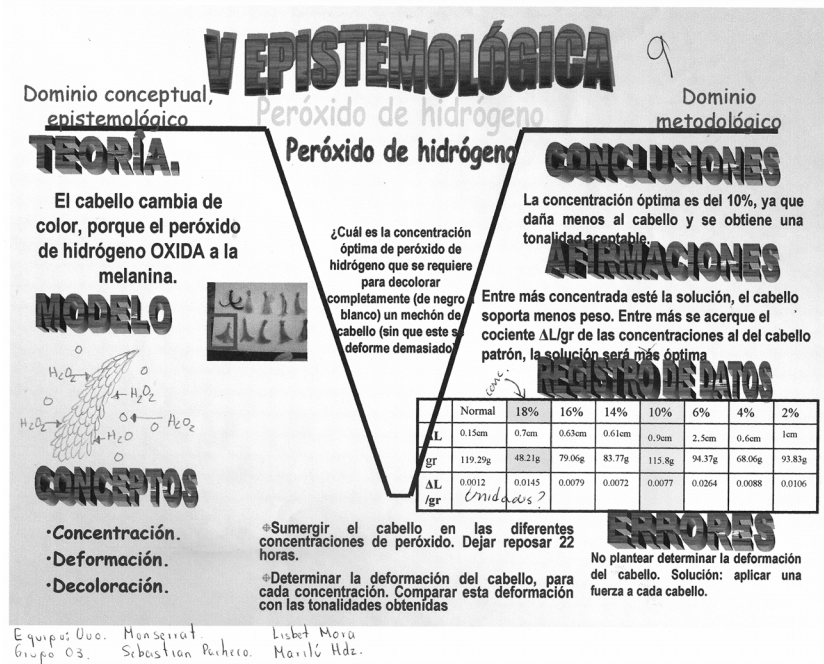 V EPISTEMOLÓGICA
9
Dominio conceptual,
epistemológico
Dominio
metodológico
Peróxido de hidrógeno
Peróxido de hidrógeno
TEORÍA.
El cabello cambia de
color, porque el peróxido
de hidrógeno OXIDA a la
melanina.
MODELO
H2O2
H2O2
H2O2
H2O2
H2O
CONCEPTOS
·Concentración.
·Deformación.
·Decoloración.
¿Cuál es la concentración
óptima de peróxido de
hidrógeno que se requiere
para decolorar
completamente (de negro a
blanco) un mechón de
cabello (sin que este se
deforme demasiado)
CONCLUSIONES
La concentración óptima es del 10%, ya que
daña menos al cabello y se obtiene una
tonalidad aceptable.
AFIRMACIONES
Entre más concentrada esté la solución, el cabello
soporta menos peso. Entre más se acerque el
cociente ΔL/gr de las concentraciones al del cabello
patrón, la solución será más óptima
REGISTRO DE DATOS
conc.
Normal 18% 16% 14% 10% 6% 4% 2%
ΔL 0.15cm 0.7cm 0.63cm 0.61cm 0.9cm 2.5cm 0.6cm 1cm
gr 119.29g 48.21g 79.06g 83.77g 115.8g 94.37g 68.06g 93.83g
ΔL /gr 0.0012 0.0145 0.0079 0.0072 0.0077 0.0264 0.0088 0.0106
Unidades?
ERRORES
No plantear determinar la deformación
del cabello. Solución: aplicar una
fuerza a cada cabello.
Sumergir el cabello en las diferentes
concentraciones de peróxido. Dejar reposar 22
horas.
Determinar la deformación del cabello, para
cada concentración. Comparar esta deformación
con las tonalidades obtenidas
Equipo: Uno. Monserrat. Lisbet Mora
Grupo 03. Sebastian Pacheco. Marilú Hdz.